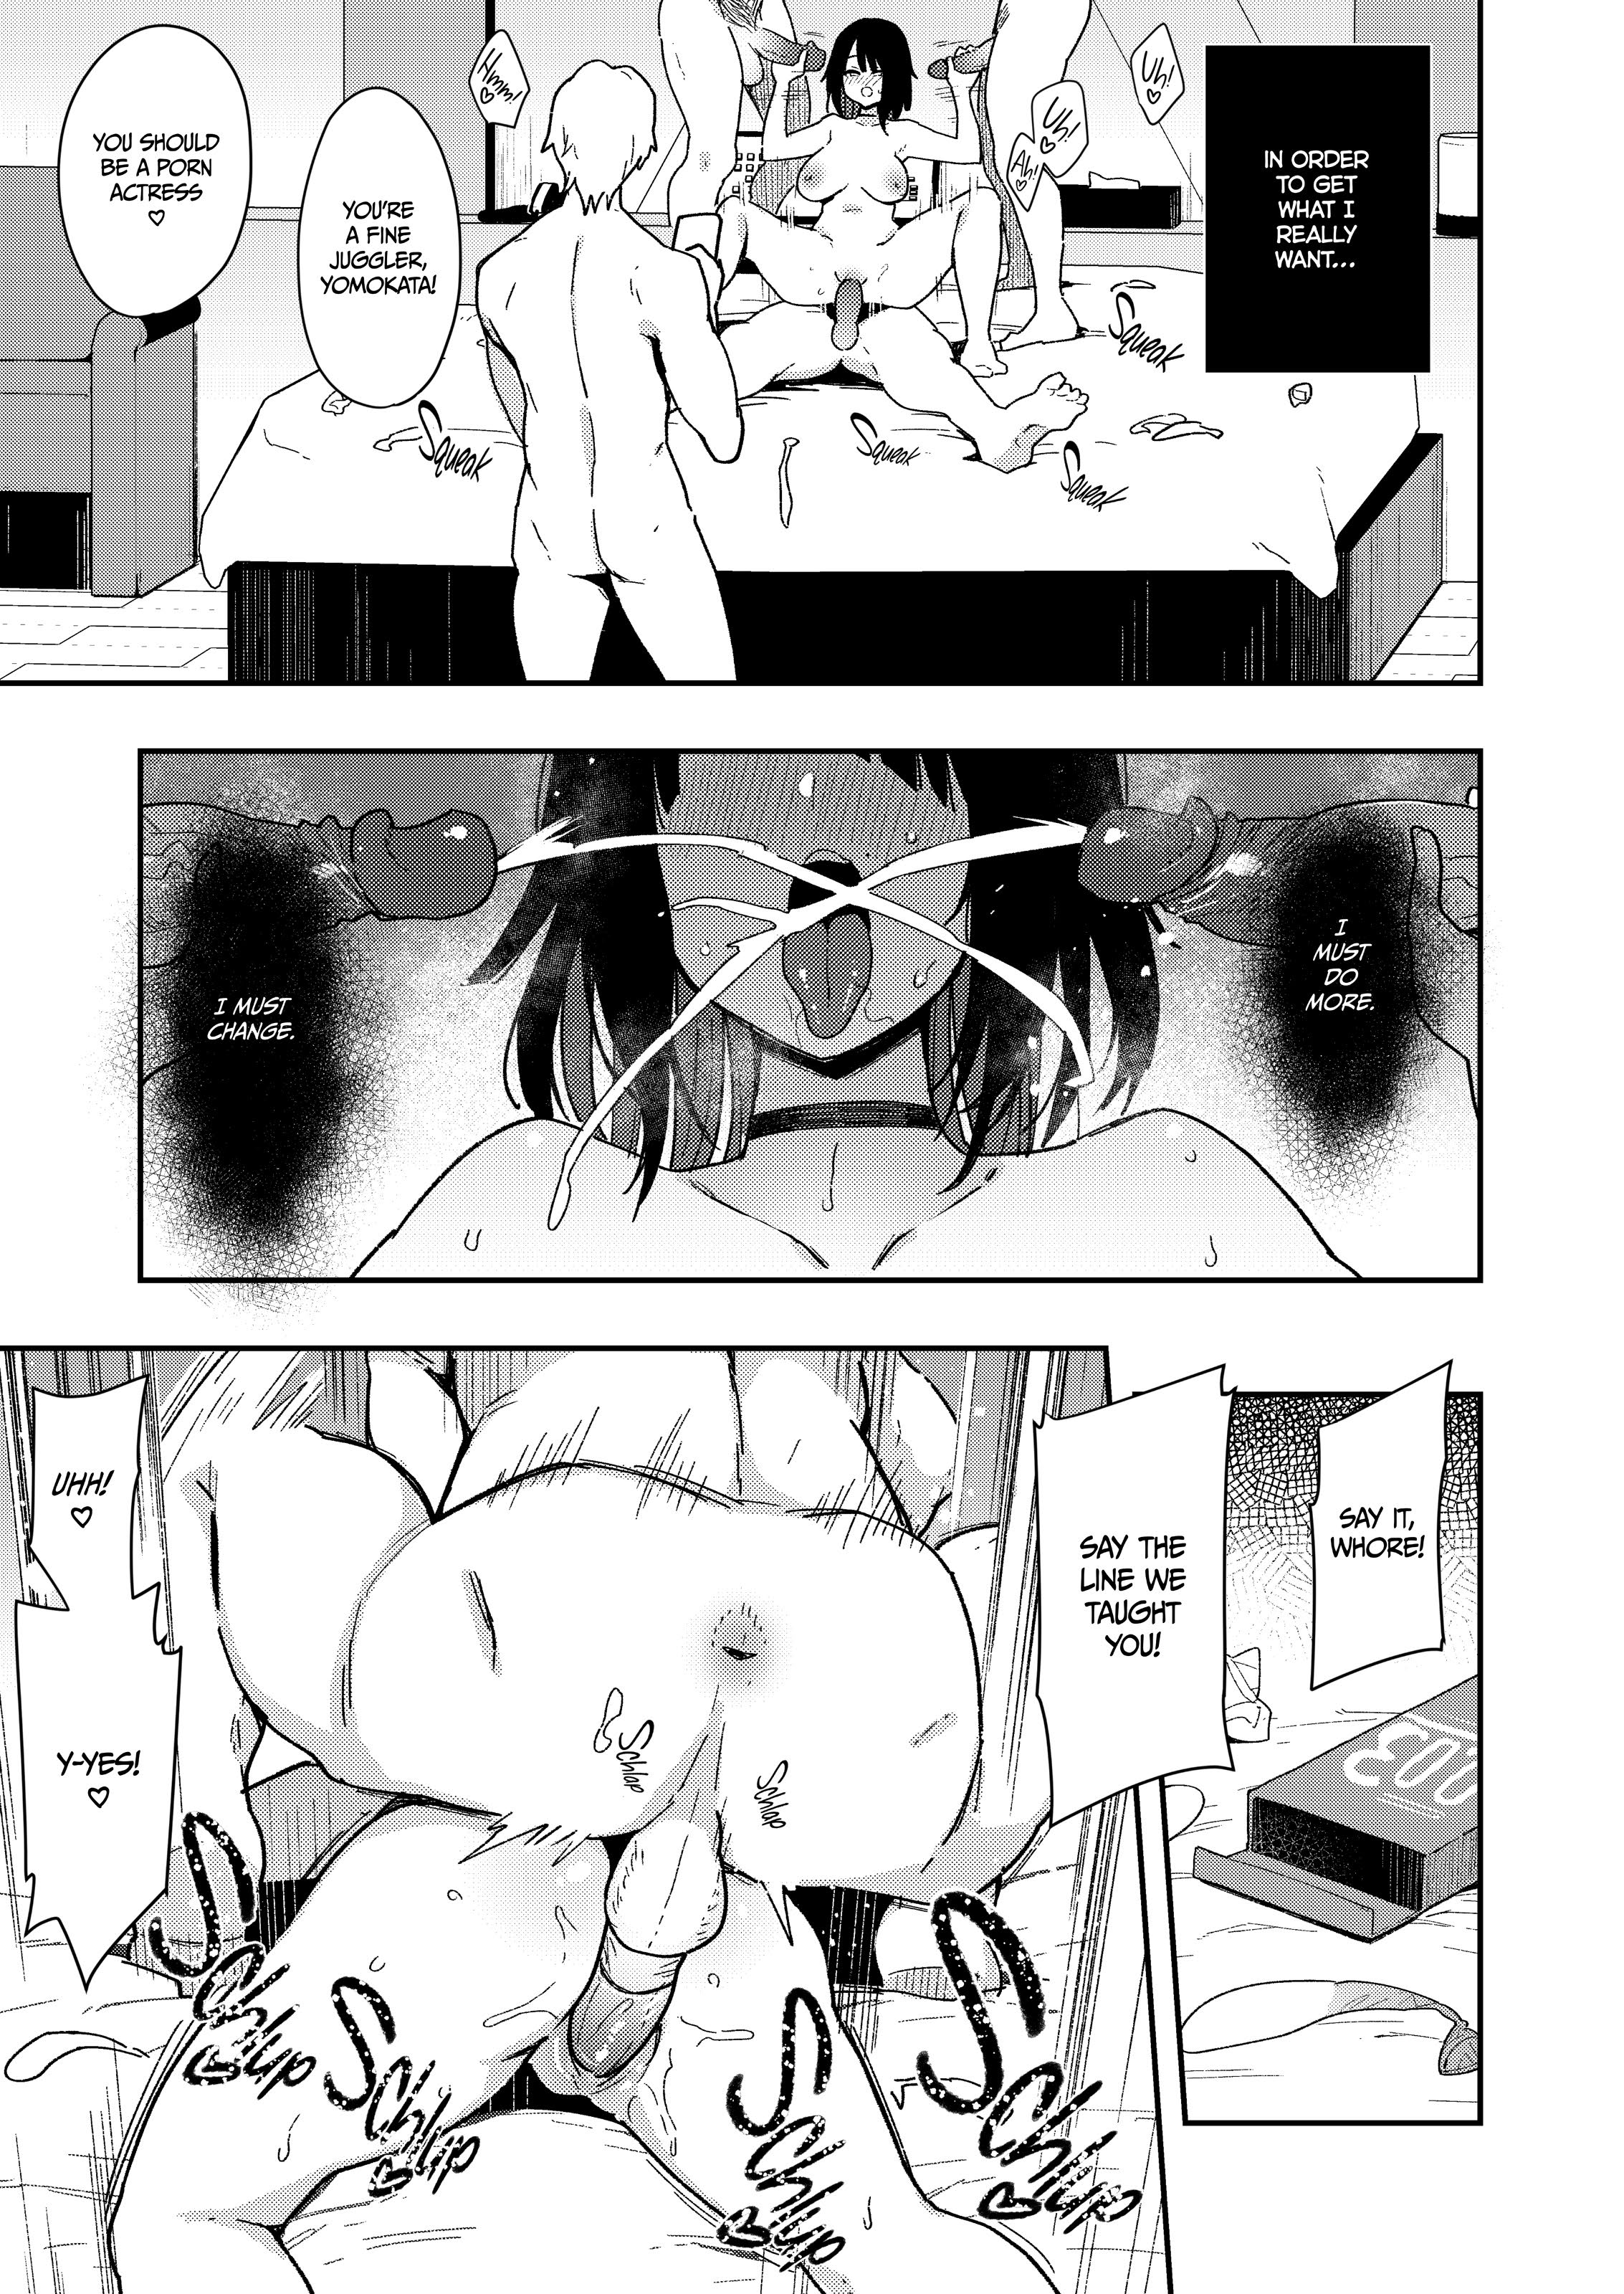 IN ORDER
TO GET
WHAT I
REALLY
WANT...
Uh!
♡
Uh!
♡
Ah!
♡
Hmm!
♡
YOU'RE
A FINE
JUGGLER,
YOMOKATA!
YOU SHOULD
BE A PORN
ACTRESS
♡
Squeak
Squeak
Squeak
Squeak
I
MUST
DO
MORE.
I MUST
CHANGE.
SAY IT,
WHORE!
SAY THE
LINE WE
TAUGHT
YOU!
0.03
UHH!
♡
Y-YES!
♡
Schlap
Schlap
Schlup
♡
Schlup
♡
Schlup
♡
Schlup
♡